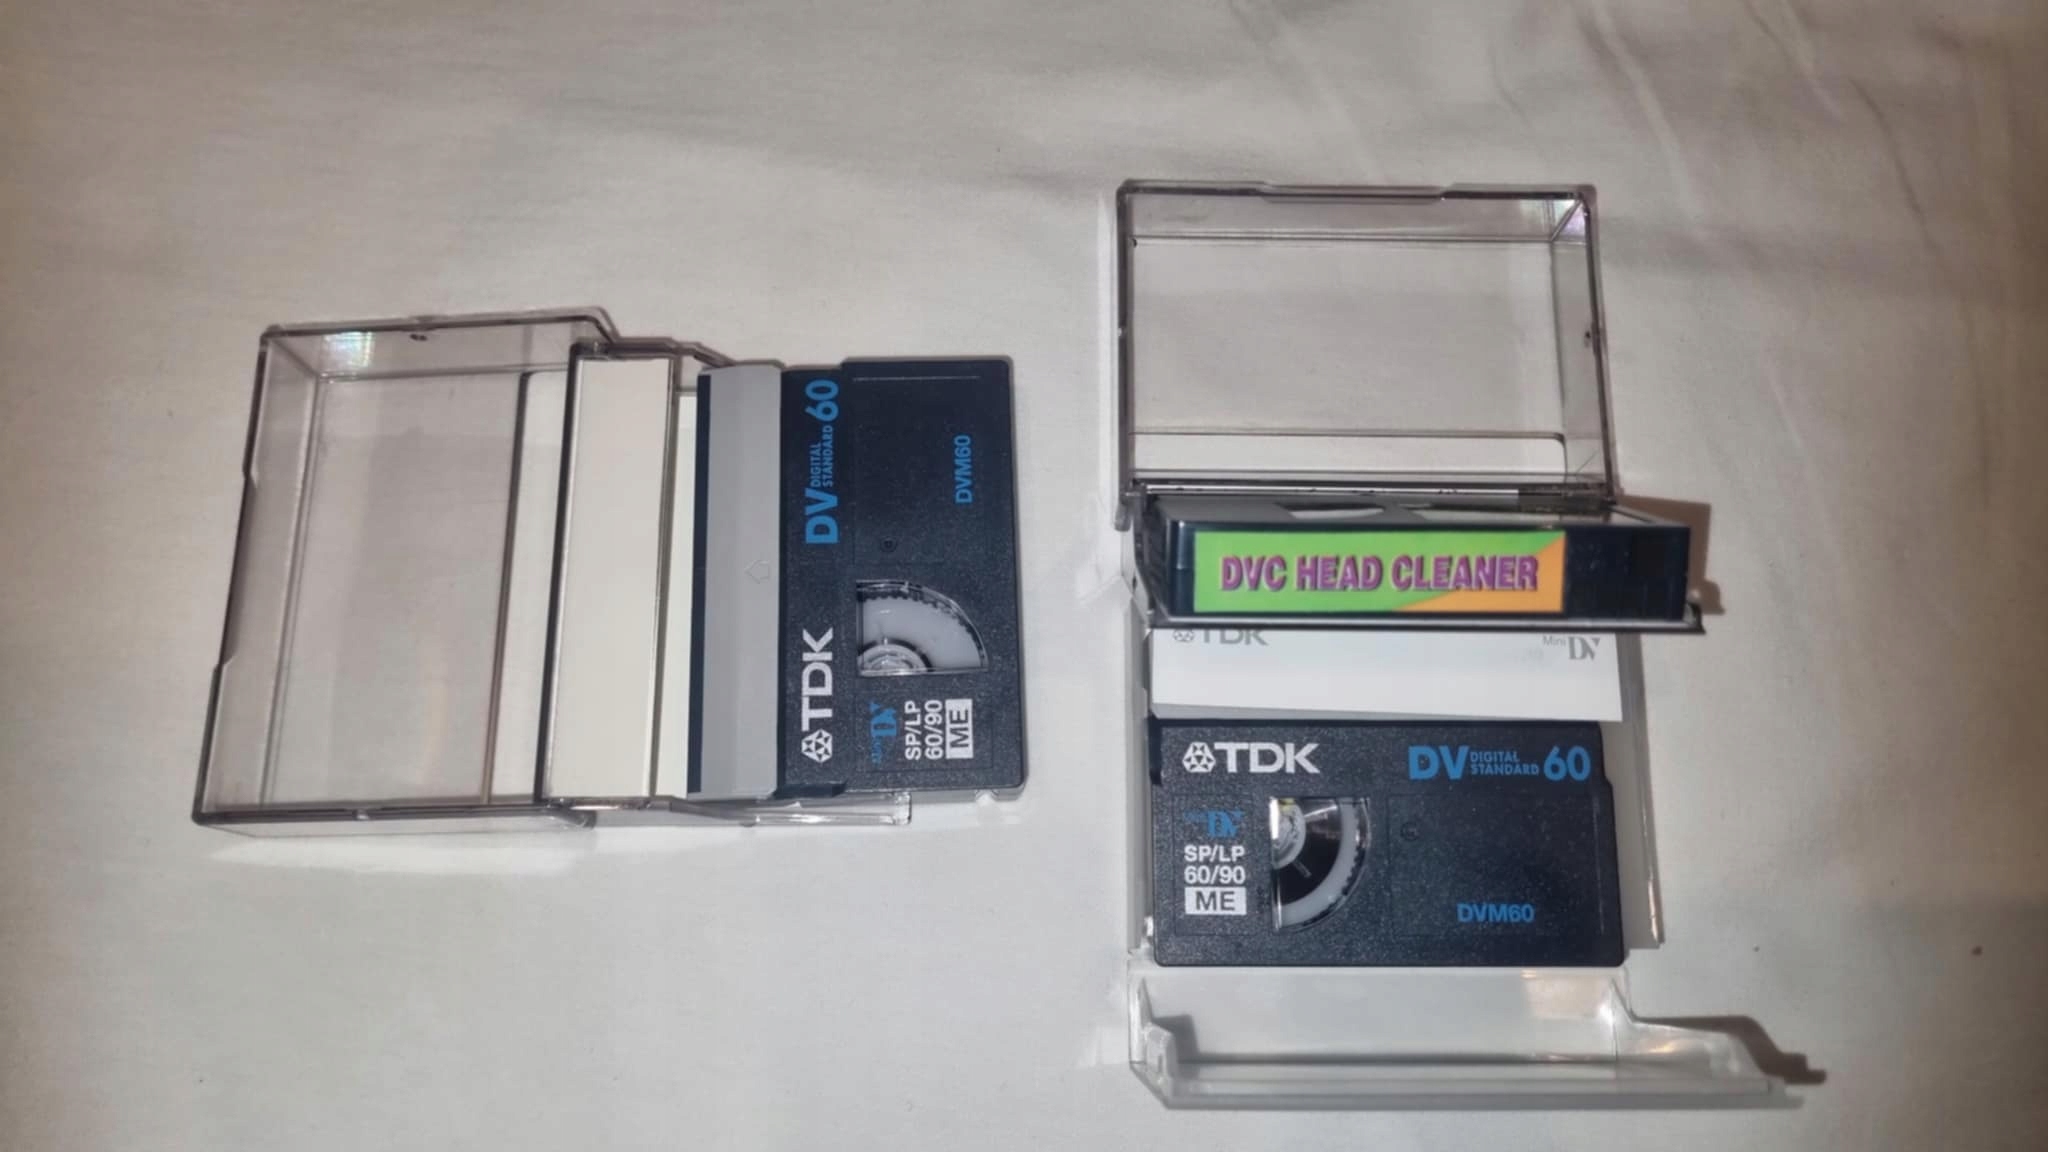 DV DIGITAL STANDARD 60
TDK
DVM60
Mini DV
SP/LP
60/90
ME
DVC HEAD CLEANER
TDK
Mini DV
TDK
DV DIGITAL STANDARD 60
Mini DV
SP/LP
60/90
ME
DVM60